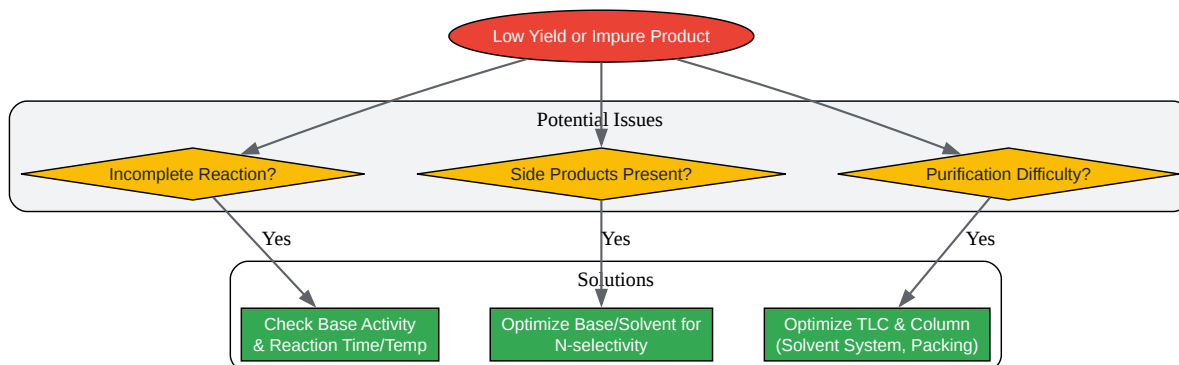 Low Yield or Impure Product
Potential Issues
Incomplete Reaction?
Side Products Present?
Purification Difficulty?
Yes
Yes
Yes
Solutions
Check Base Activity
& Reaction Time/Temp
Optimize Base/Solvent for
N-selectivity
Optimize TLC & Column
(Solvent System, Packing)